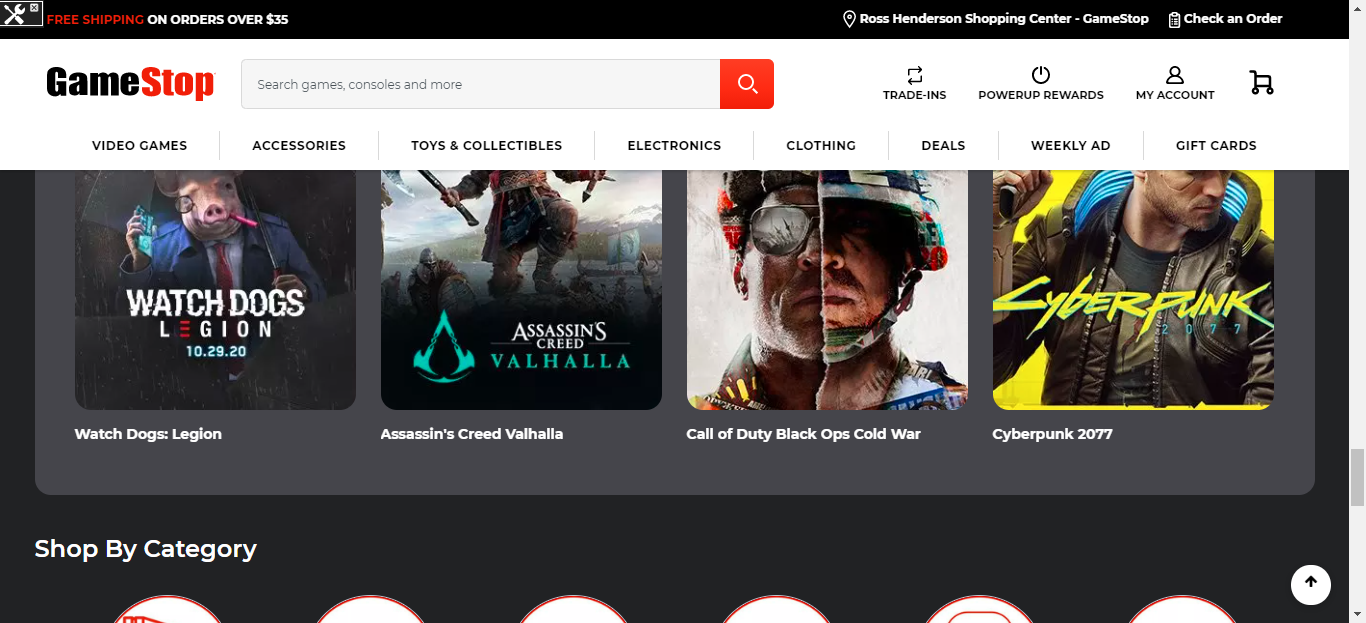 FREE SHIPPING ON ORDERS OVER $35
Ross Henderson Shopping Center - GameStop
Check an Order
GameStop
Search games, consoles and more
TRADE-INS
POWERUP REWARDS
MY ACCOUNT
VIDEO GAMES
ACCESSORIES
TOYS & COLLECTIBLES
ELECTRONICS
CLOTHING
DEALS
WEEKLY AD
GIFT CARDS
WATCH DOGS
LEGION
10.29.20
ASSASSIN'S
CREED
VALHALLA
CYBERPUNK
2077
Watch Dogs: Legion
Assassin's Creed Valhalla
Call of Duty Black Ops Cold War
Cyberpunk 2077
Shop By Category